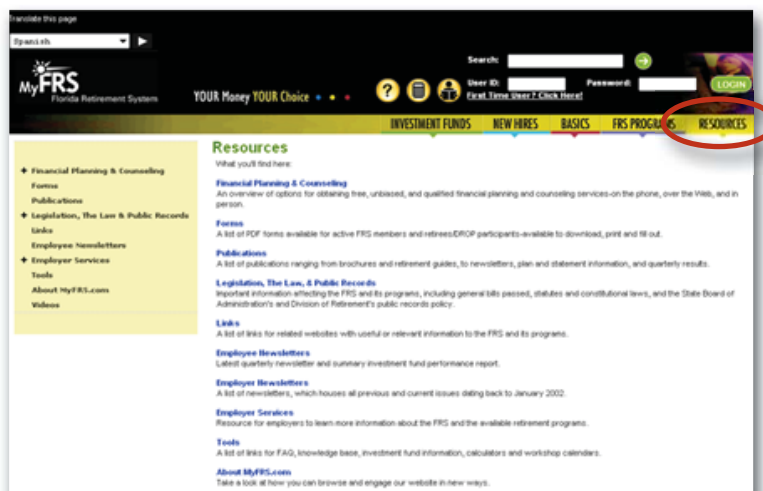 Translate this page
Spanish
Search:
MyFRS
Florida Retirement System
YOUR Money YOUR Choice
?
User ID:
Password:
LOGIN
First Time User? Click Here!
INVESTMENT FUNDS NEW HIRES BASICS FRS PROGRAMS RESOURCES
+ Financial Planning & Counseling
Forms
Publications
+ Legislation, The Law & Public Records
Links
Employee Newsletters
+ Employer Services
Tools
About MyFRS.com
Videos
Resources
What you'll find here:
Financial Planning & Counseling
An overview of options for obtaining free, unbiased, and qualified financial planning and counseling services-on the phone, over the Web, and in
person.
Forms
A list of PDF forms available for active FRS members and retirees/DROP participants-available to download, print and fill out.
Publications
A list of publications ranging from brochures and retirement guides, to newsletters, plan and statement information, and quarterly results.
Legislation, The Law, & Public Records
Important information affecting the FRS and its programs, including general bills passed, statutes and constitutional laws, and the State Board of
Administration's and Division of Retirement's public records policy.
Links
A list of links for related websites with useful or relevant information to the FRS and its programs.
Employee Newsletters
Latest quarterly newsletter and summary investment fund performance report.
Employer Newsletters
A list of newsletters, which houses all previous and current issues dating back to January 2002.
Employer Services
Resource for employers to learn more information about the FRS and the available retirement programs.
Tools
A list of links for FAQ, knowledge base, investment fund information, calculators and workshop calendars.
About MyFRS.com
Take a look at how you can browse and engage our website in new ways.